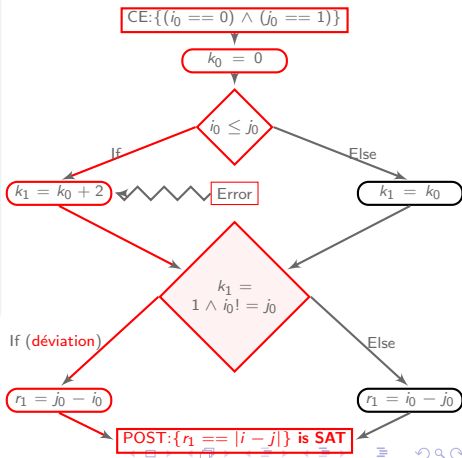 CE:{(i₀ == 0) ∧ (j₀ == 1)}
k₀ = 0
i₀ ≤ j₀
If
Else
k₁ = k₀ + 2
Error
k₁ = k₀
k₁ =
1 ∧ i₀! = j₀
If (déviation)
Else
r₁ = j₀ − i₀
r₁ = i₀ − j₀
POST:{r₁ == |i − j|} is SAT